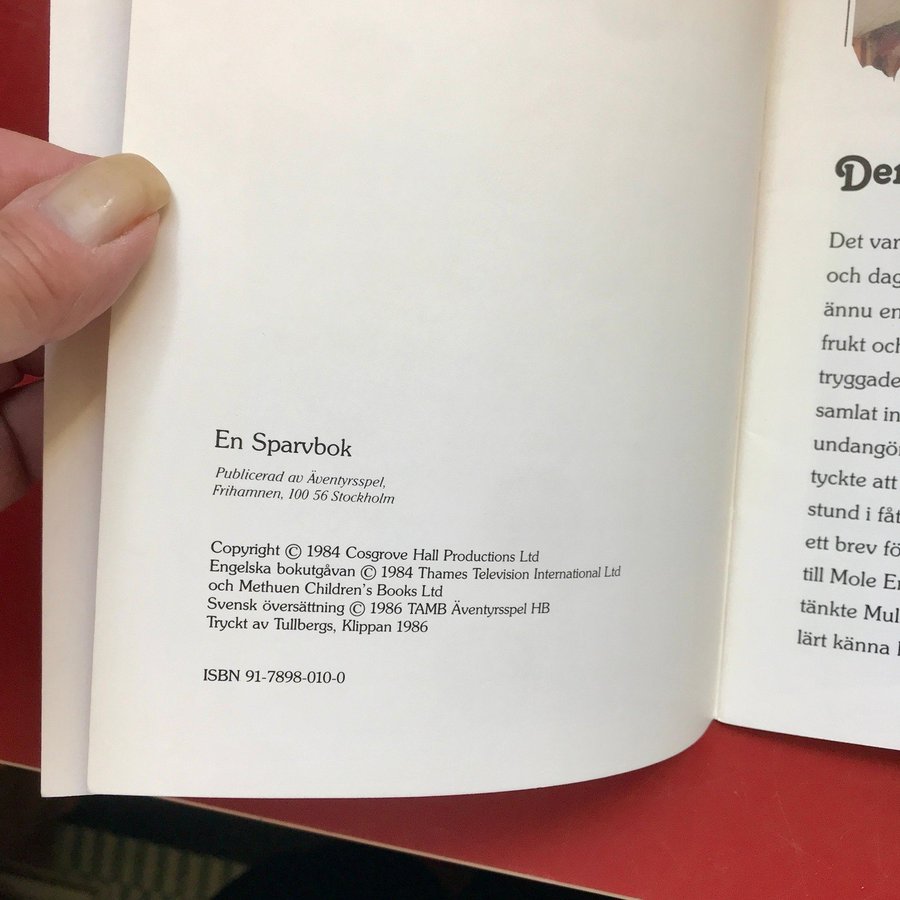 En Sparvbok
Publicerad av Äventyrsspel,
Frihamnen, 100 56 Stockholm
Copyright © 1984 Cosgrove Hall Productions Ltd
Engelska bokutgåvan © 1984 Thames Television International Ltd
och Methuen Children's Books Ltd
Svensk översättning © 1986 TAMB Äventyrsspel HB
Tryckt av Tullbergs, Klippan 1986
ISBN 91-7898-010-0
Det var
och dag
ännu en
frukt och
tryggade
samlat in
undangör
tyckte att
stund i fåt
ett brev fö
till Mole En
tänkte Mul
lärt känna